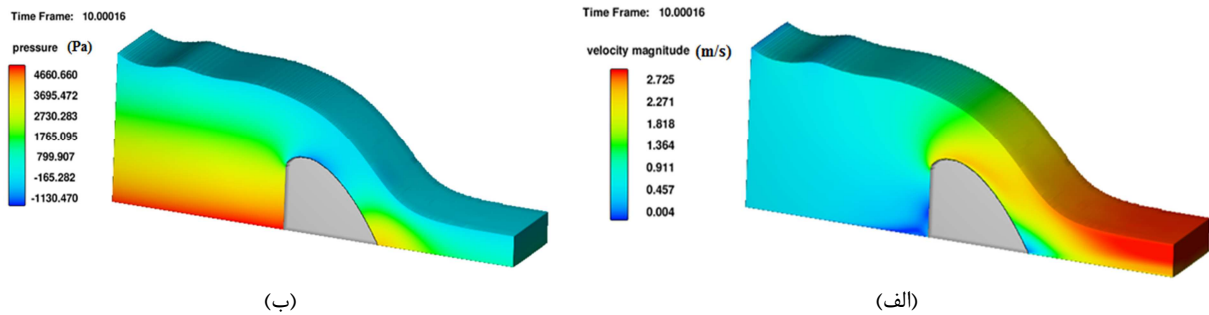 Time Frame: 10.00016
pressure (Pa)
4660.660
3695.472
2730.283
1765.095
799.907
-165.282
-1130.470
(ب)
Time Frame: 10.00016
velocity magnitude (m/s)
2.725
2.271
1.818
1.364
0.911
0.457
0.004
(الف)